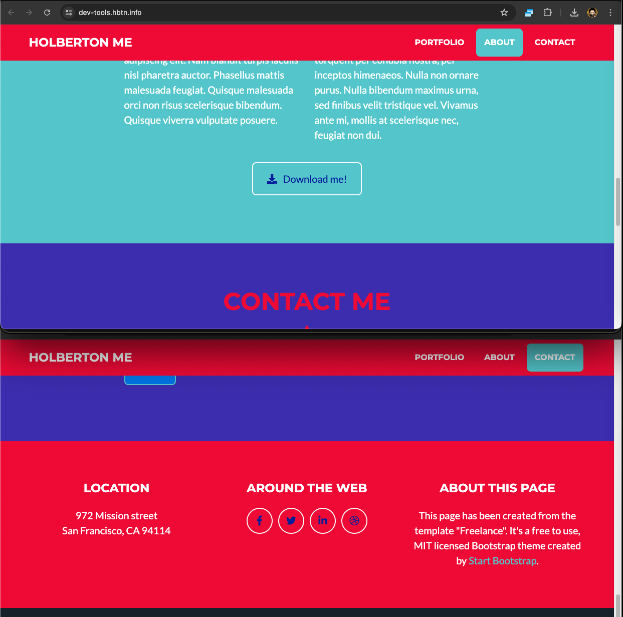 dev-tools.hbtn.info
HOLBERTON ME
PORTFOLIO
ABOUT
CONTACT
adipiscing elit. Nam blandit turpis iaculis
nisl pharetra auctor. Phasellus mattis
malesuada feugiat. Quisque malesuada
orci non risus scelerisque bibendum.
Quisque viverra vulputate posuere.
torquent per conubia nostra, per
inceptos himenaeos. Nulla non ornare
purus. Nulla bibendum maximus urna,
sed finibus velit tristique vel. Vivamus
ante mi, mollis at scelerisque nec,
feugiat non dui.
Download me!
CONTACT ME
HOLBERTON ME
PORTFOLIO
ABOUT
CONTACT
LOCATION
972 Mission street
San Francisco, CA 94114
AROUND THE WEB
ABOUT THIS PAGE
This page has been created from the
template "Freelance". It's a free to use,
MIT licensed Bootstrap theme created
by Start Bootstrap.